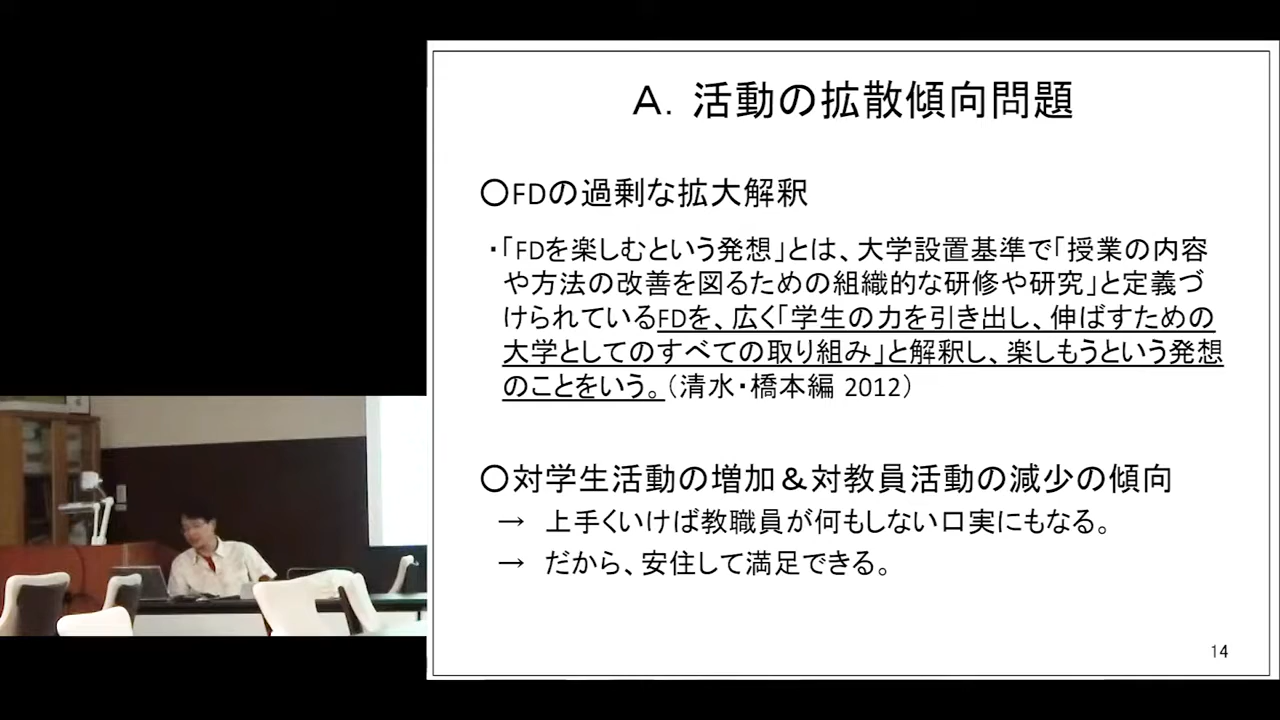 A. 活動の拡散傾向問題
○FDの過剰な拡大解釈
・「FDを楽しむという発想」とは、大学設置基準で「授業の内容
や方法の改善を図るための組織的な研修や研究」と定義づ
けられているFDを、広く「学生の力を引き出し、伸ばすための
大学としてのすべての取り組み」と解釈し、楽しもうという発想
のことをいう。（清水・橋本編 2012）
○対学生活動の増加＆対教員活動の減少の傾向
→ 上手くいけば教職員が何もしない口実にもなる。
→ だから、安住して満足できる。
14